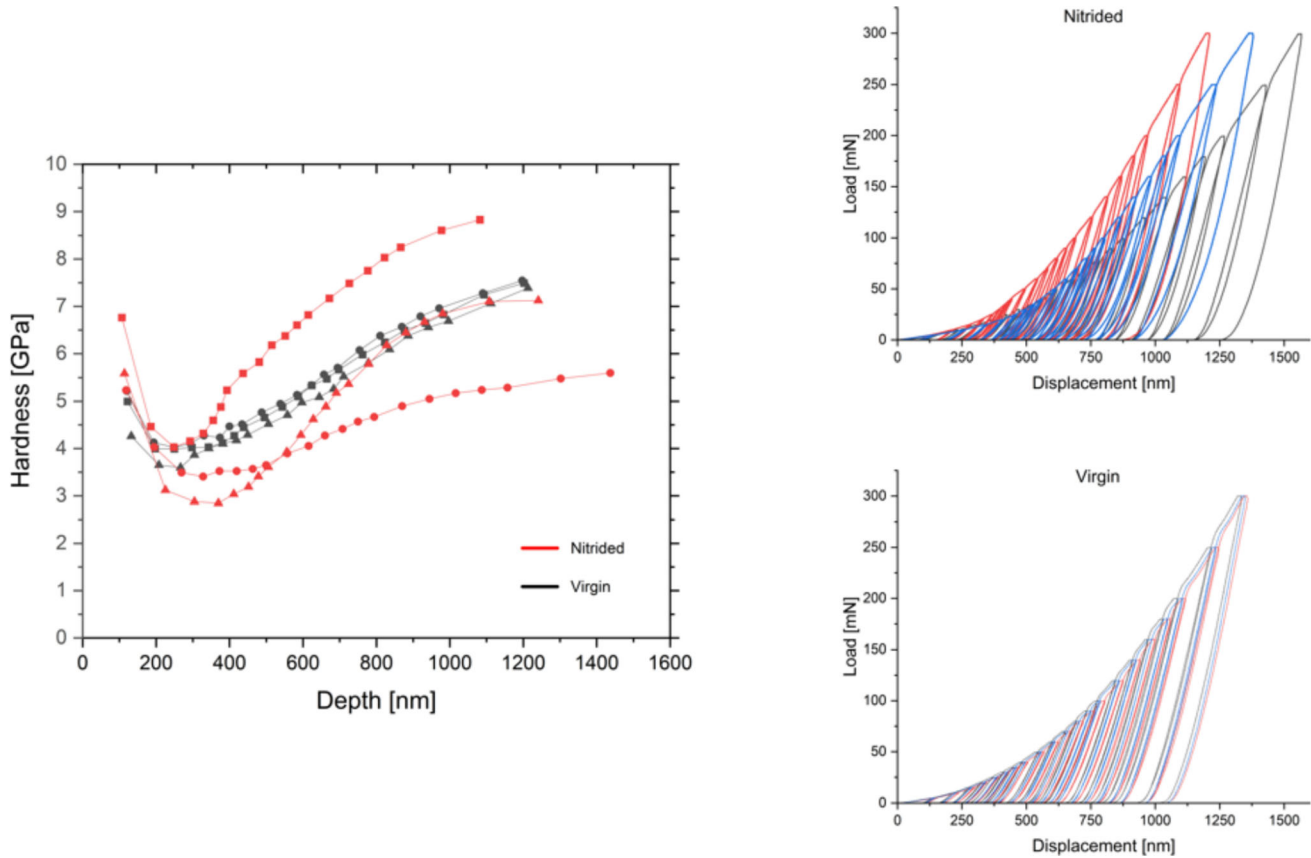 10
9
8
7
6
5
4
3
2
1
0
Hardness [GPa]
0 200 400 600 800 1000 1200 1400 1600
Depth [nm]
Nitrided
Virgin
Nitrided
300
250
200
150
100
50
0
Load [mN]
0 250 500 750 1000 1250 1500
Displacement [nm]
Virgin
300
250
200
150
100
50
0
Load [mN]
0 250 500 750 1000 1250 1500
Displacement [nm]